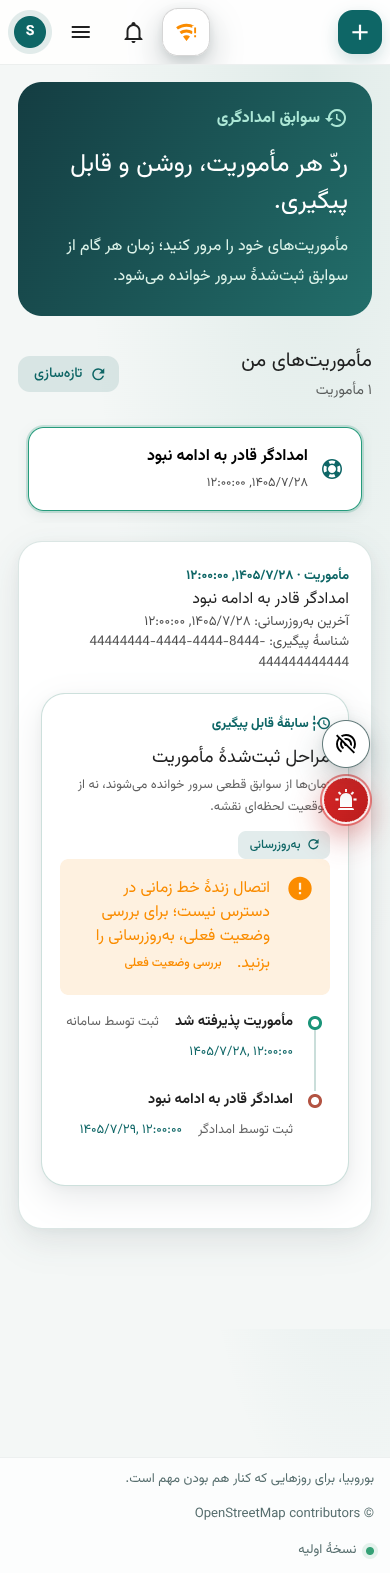 S
سوابق امدادگری
ردّ هر مأموریت، روشن و قابل
پیگیری.
مأموریت‌های خود را مرور کنید؛ زمان هر گام از
سوابق ثبت‌شدهٔ سرور خوانده می‌شود.
مأموریت‌های من
۱ مأموریت
تازه‌سازی
امدادگر قادر به ادامه نبود
۱۴۰۵/۷/۲۸, ۱۲:۰۰:۰۰
مأموریت · ۱۴۰۵/۷/۲۸, ۱۲:۰۰:۰۰
امدادگر قادر به ادامه نبود
آخرین به‌روزرسانی: ۱۴۰۵/۷/۲۸, ۱۲:۰۰:۰۰
شناسهٔ پیگیری: 44444444-4444-4444-8444-
444444444444
سابقهٔ قابل پیگیری
مراحل ثبت‌شدهٔ مأموریت
زمان‌ها از سوابق قطعی سرور خوانده می‌شوند، نه از
موقعیت لحظه‌ای نقشه.
به‌روزرسانی
اتصال زندهٔ خط زمانی در
دسترس نیست؛ برای بررسی
وضعیت فعلی، به‌روزرسانی را
بزنید. بررسی وضعیت فعلی
مأموریت پذیرفته شد ثبت توسط سامانه
۱۴۰۵/۷/۲۸, ۱۲:۰۰:۰۰
امدادگر قادر به ادامه نبود
ثبت توسط امدادگر ۱۴۰۵/۷/۲۹, ۱۲:۰۰:۰۰
بوروبیا، برای روزهایی که کنار هم بودن مهم است.
© OpenStreetMap contributors
نسخهٔ اولیه